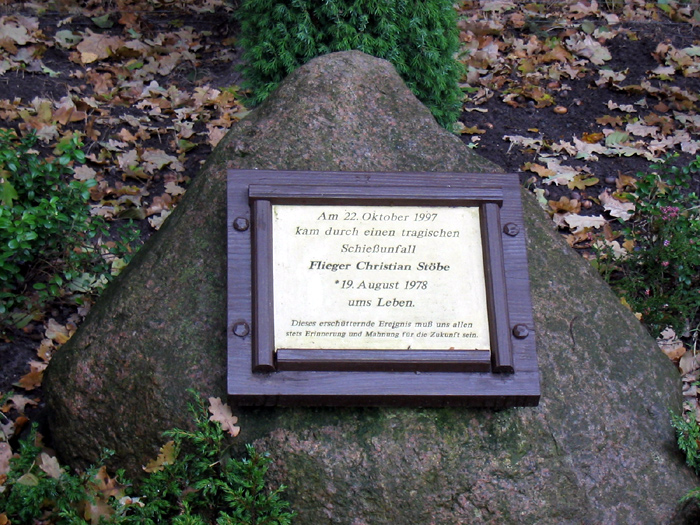 Am 22. Oktober 1997
kam durch einen tragischen
Schießunfall
Flieger Christian Stöbe
*19. August 1978
ums Leben.
Dieses erschütternde Ereignis muß uns allen
stets Erinnerung und Mahnung für die Zukunft sein.